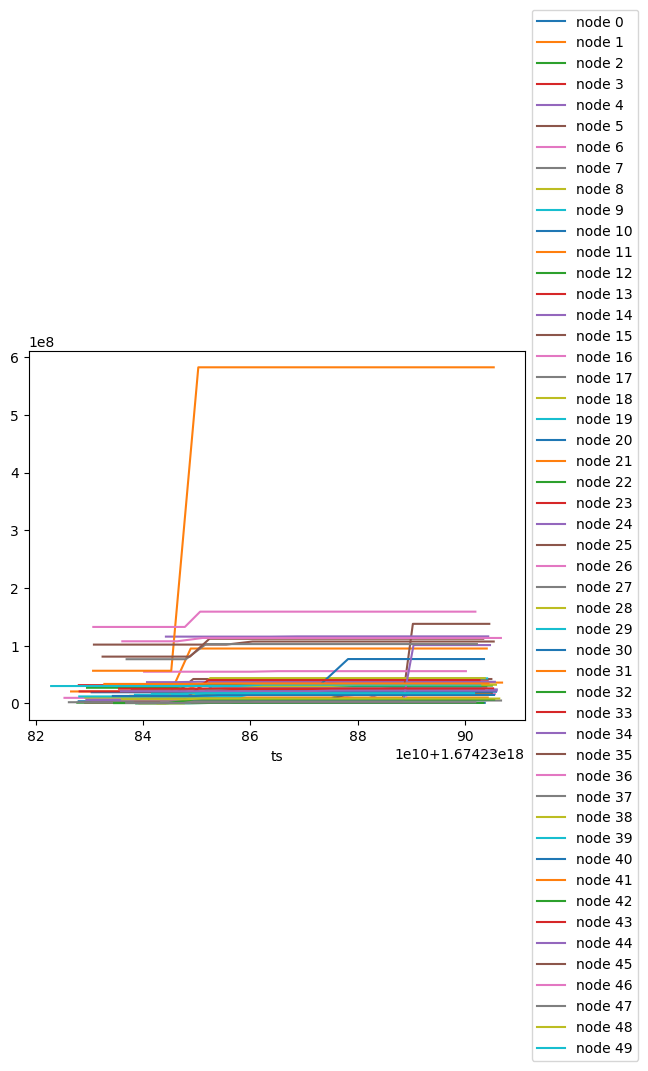 1e8
6
5
4
3
2
1
0
82
84
86
88
90
ts
1e10+1.67423e18
node 0
node 1
node 2
node 3
node 4
node 5
node 6
node 7
node 8
node 9
node 10
node 11
node 12
node 13
node 14
node 15
node 16
node 17
node 18
node 19
node 20
node 21
node 22
node 23
node 24
node 25
node 26
node 27
node 28
node 29
node 30
node 31
node 32
node 33
node 34
node 35
node 36
node 37
node 38
node 39
node 40
node 41
node 42
node 43
node 44
node 45
node 46
node 47
node 48
node 49